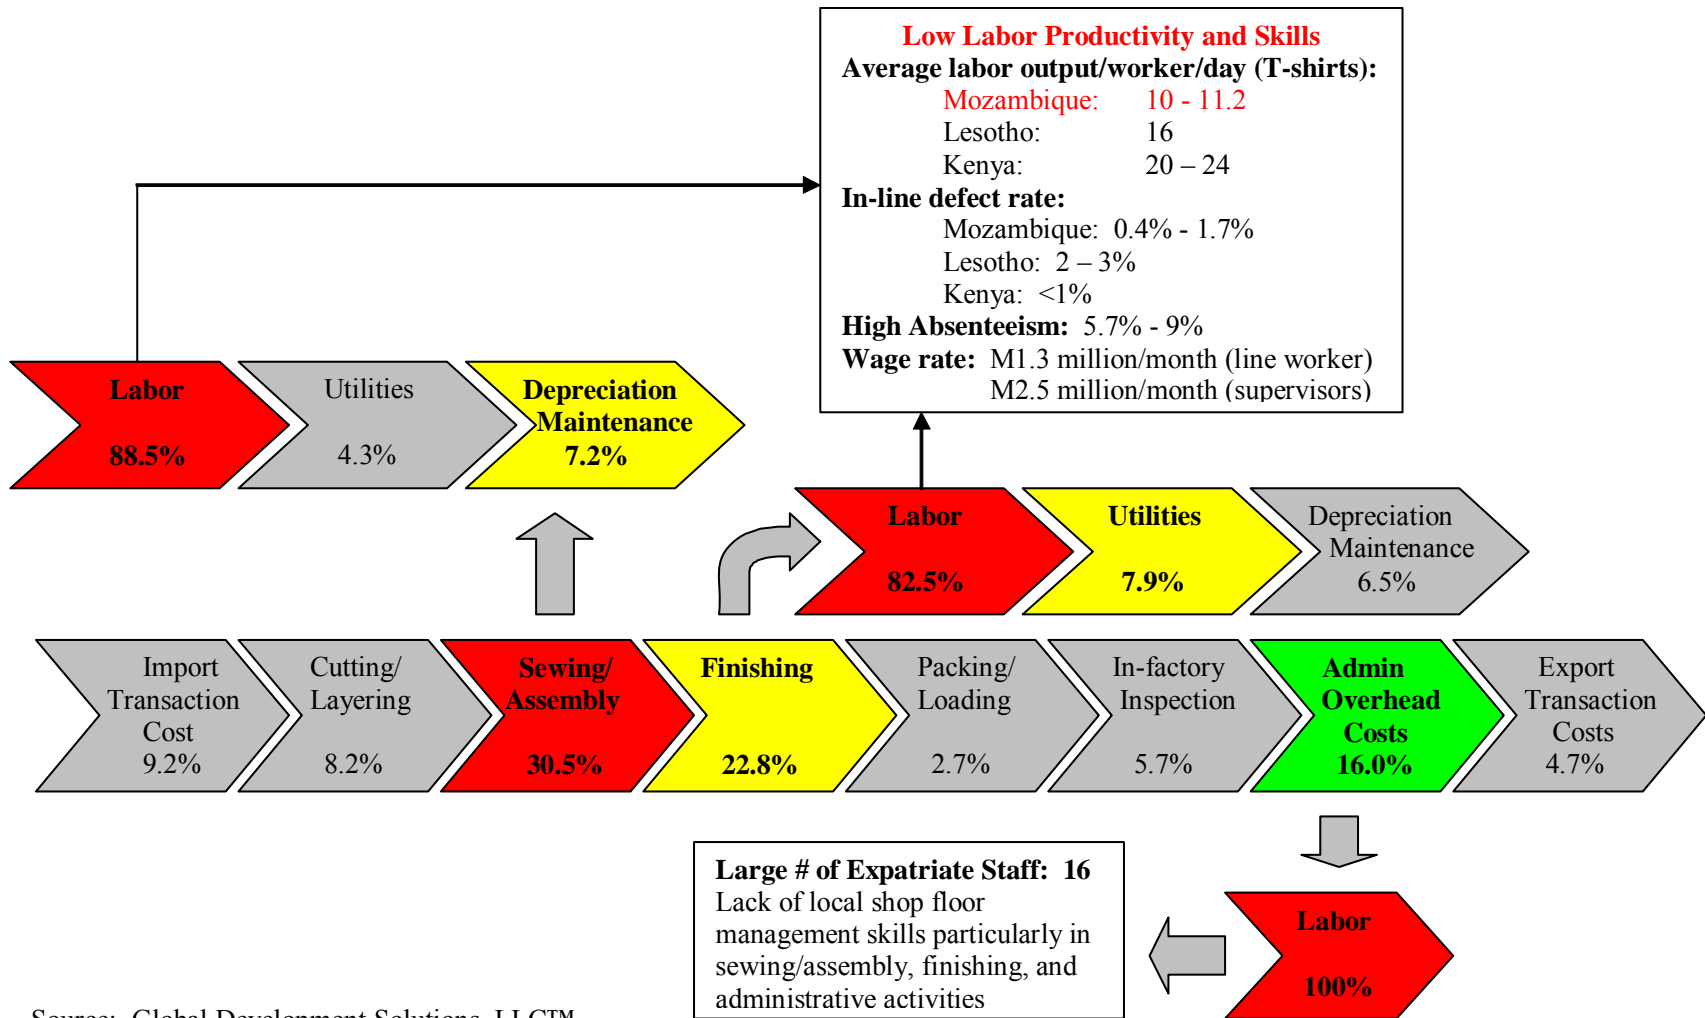 Low Labor Productivity and Skills
Average labor output/worker/day (T-shirts):
Mozambique: 10 - 11.2
Lesotho: 16
Kenya: 20 – 24
In-line defect rate:
Mozambique: 0.4% - 1.7%
Lesotho: 2 – 3%
Kenya: <1%
High Absenteeism: 5.7% - 9%
Wage rate: M1.3 million/month (line worker)
M2.5 million/month (supervisors)
Labor
88.5%
Utilities
4.3%
Depreciation
Maintenance
7.2%
Labor
82.5%
Utilities
7.9%
Depreciation
Maintenance
6.5%
Import
Transaction
Cost
9.2%
Cutting/
Layering
8.2%
Sewing/
Assembly
30.5%
Finishing
22.8%
Packing/
Loading
2.7%
In-factory
Inspection
5.7%
Admin
Overhead
Costs
16.0%
Export
Transaction
Costs
4.7%
Large # of Expatriate Staff: 16
Lack of local shop floor
management skills particularly in
sewing/assembly, finishing, and
administrative activities
Labor
100%
Source: Global Development Solutions, LLC™